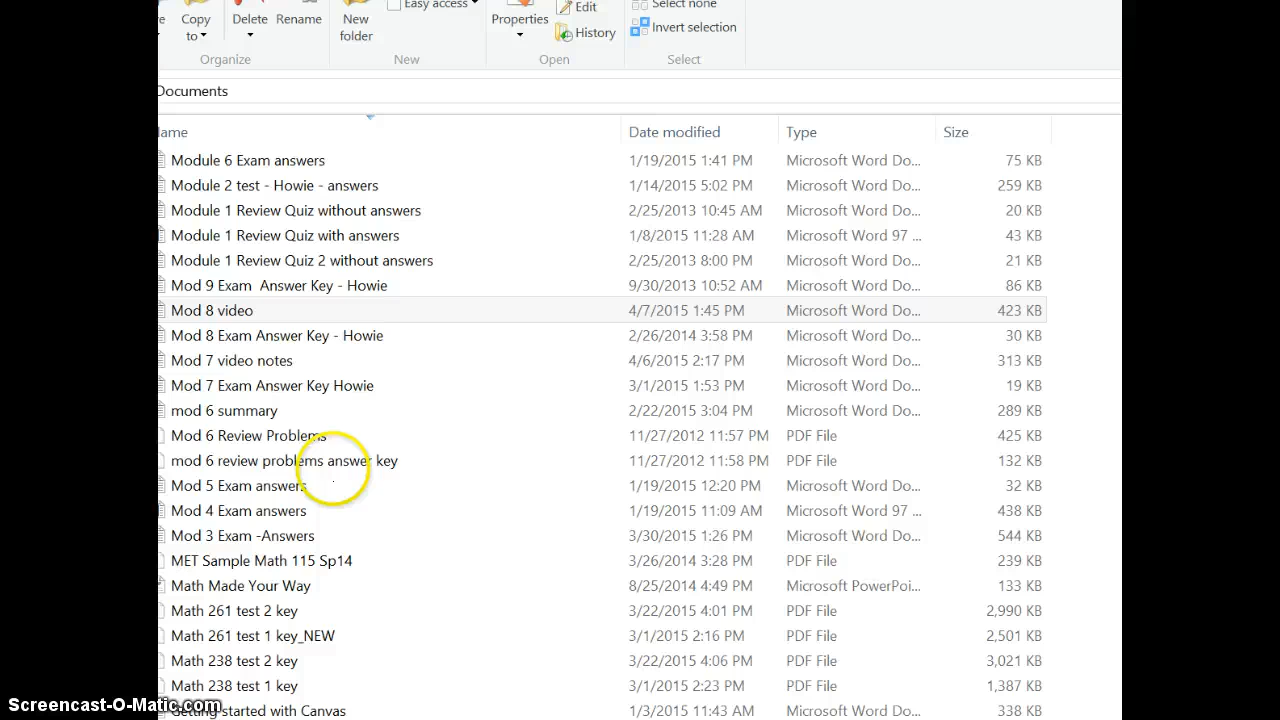 Easy access
Edit
Select none
Copy to
Delete
Rename
New folder
Properties
History
Invert selection
Organize
New
Open
Select
Documents
ame Date modified Type Size
Module 6 Exam answers 1/19/2015 1:41 PM Microsoft Word Do... 75 KB
Module 2 test - Howie - answers 1/14/2015 5:02 PM Microsoft Word Do... 259 KB
Module 1 Review Quiz without answers 2/25/2013 10:45 AM Microsoft Word Do... 20 KB
Module 1 Review Quiz with answers 1/8/2015 11:28 AM Microsoft Word 97 ... 43 KB
Module 1 Review Quiz 2 without answers 2/25/2013 8:00 PM Microsoft Word Do... 21 KB
Mod 9 Exam  Answer Key - Howie 9/30/2013 10:52 AM Microsoft Word Do... 86 KB
Mod 8 video 4/7/2015 1:45 PM Microsoft Word Do... 423 KB
Mod 8 Exam Answer Key - Howie 2/26/2014 3:58 PM Microsoft Word Do... 30 KB
Mod 7 video notes 4/6/2015 2:17 PM Microsoft Word Do... 313 KB
Mod 7 Exam Answer Key Howie 3/1/2015 1:53 PM Microsoft Word Do... 19 KB
mod 6 summary 2/22/2015 3:04 PM Microsoft Word Do... 289 KB
Mod 6 Review Problems 11/27/2012 11:57 PM PDF File 425 KB
mod 6 review problems answer key 11/27/2012 11:58 PM PDF File 132 KB
Mod 5 Exam answers 1/19/2015 12:20 PM Microsoft Word Do... 32 KB
Mod 4 Exam answers 1/19/2015 11:09 AM Microsoft Word 97 ... 438 KB
Mod 3 Exam -Answers 3/30/2015 1:26 PM Microsoft Word Do... 544 KB
MET Sample Math 115 Sp14 3/26/2014 3:28 PM PDF File 239 KB
Math Made Your Way 8/25/2014 4:49 PM Microsoft PowerPoi... 133 KB
Math 261 test 2 key 3/22/2015 4:01 PM PDF File 2,990 KB
Math 261 test 1 key_NEW 3/1/2015 2:16 PM PDF File 2,501 KB
Math 238 test 2 key 3/22/2015 4:06 PM PDF File 3,021 KB
Math 238 test 1 key 3/1/2015 2:23 PM PDF File 1,387 KB
Getting started with Canvas 1/3/2015 11:43 AM Microsoft Word Do... 338 KB
Screencast-O-Matic.com